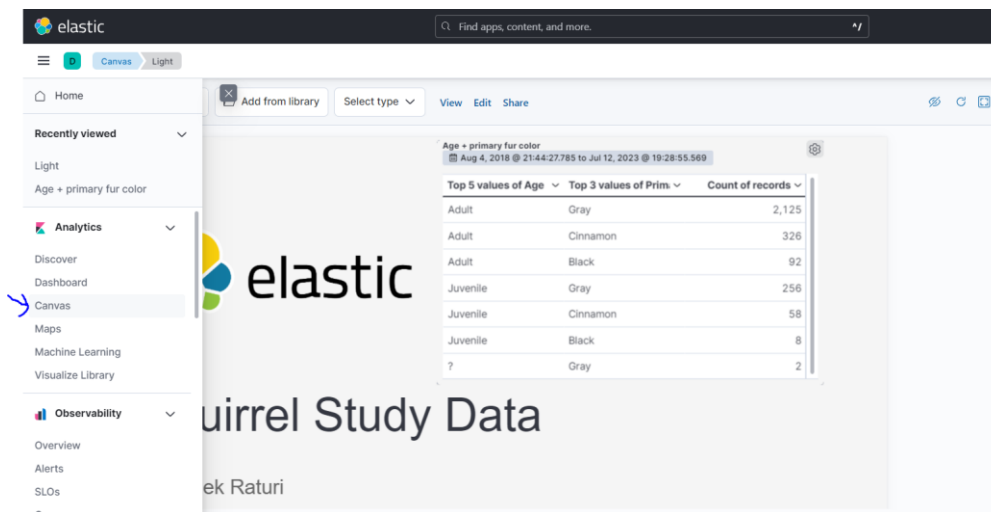 elastic
Find apps, content, and more.
^/
D Canvas Light
Home
Recently viewed
Light
Age + primary fur color
Analytics
Discover
Dashboard
Canvas
Maps
Machine Learning
Visualize Library
Observability
Overview
Alerts
SLOs
Add from library Select type View Edit Share
Age + primary fur color
Aug 4, 2018 @ 21:44:27.785 to Jul 12, 2023 @ 19:28:55.569
Top 5 values of Age Top 3 values of Prim Count of records
Adult Gray 2,125
Adult Cinnamon 326
Adult Black 92
Juvenile Gray 256
Juvenile Cinnamon 58
Juvenile Black 8
? Gray 2
elastic
uirrel Study Data
ek Raturi